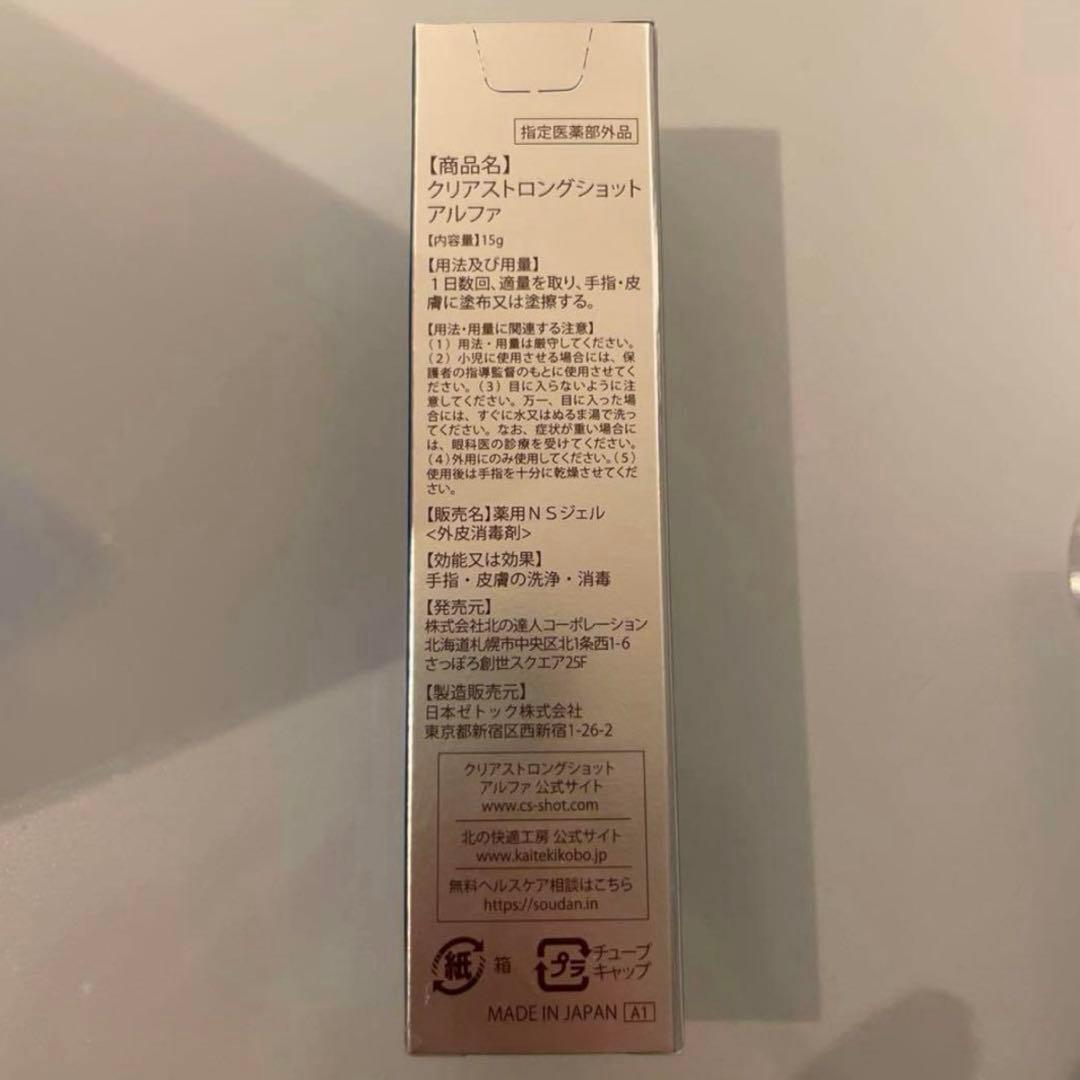 指定医薬部外品
【商品名】
クリアストロングショット
アルファ
【内容量】15g
【用法及び用量】
1日数回、適量を取り、手指・皮
膚に塗布又は塗擦する。
【用法・用量に関連する注意】
(1)用法・用量は厳守してください。
(2)小児に使用させる場合には、保
護者の指導監督のもとに使用させてく
ださい。(3)目に入らないように注
意してください。万一、目に入った場
合には、すぐに水又はぬるま湯で洗っ
てください。なお、症状が重い場合に
は、眼科医の診療を受けてください。
(4)外用にのみ使用してください。(5)
使用後は手指を十分に乾燥させてくだ
さい。
【販売名】薬用NSジェル
<外皮消毒剤>
【効能又は効果】
手指・皮膚の洗浄・消毒
【発売元】
株式会社北の達人コーポレーション
北海道札幌市中央区北1条西1-6
さっぽろ創世スクエア25F
【製造販売元】
日本ゼトック株式会社
東京都新宿区西新宿1-26-2
クリアストロングショット
アルファ 公式サイト
www.cs-shot.com
北の快適工房 公式サイト
www.kaitekikobo.jp
無料ヘルスケア相談はこちら
https://soudan.in
紙 箱 プラ チューブ
キャップ
MADE IN JAPAN A1